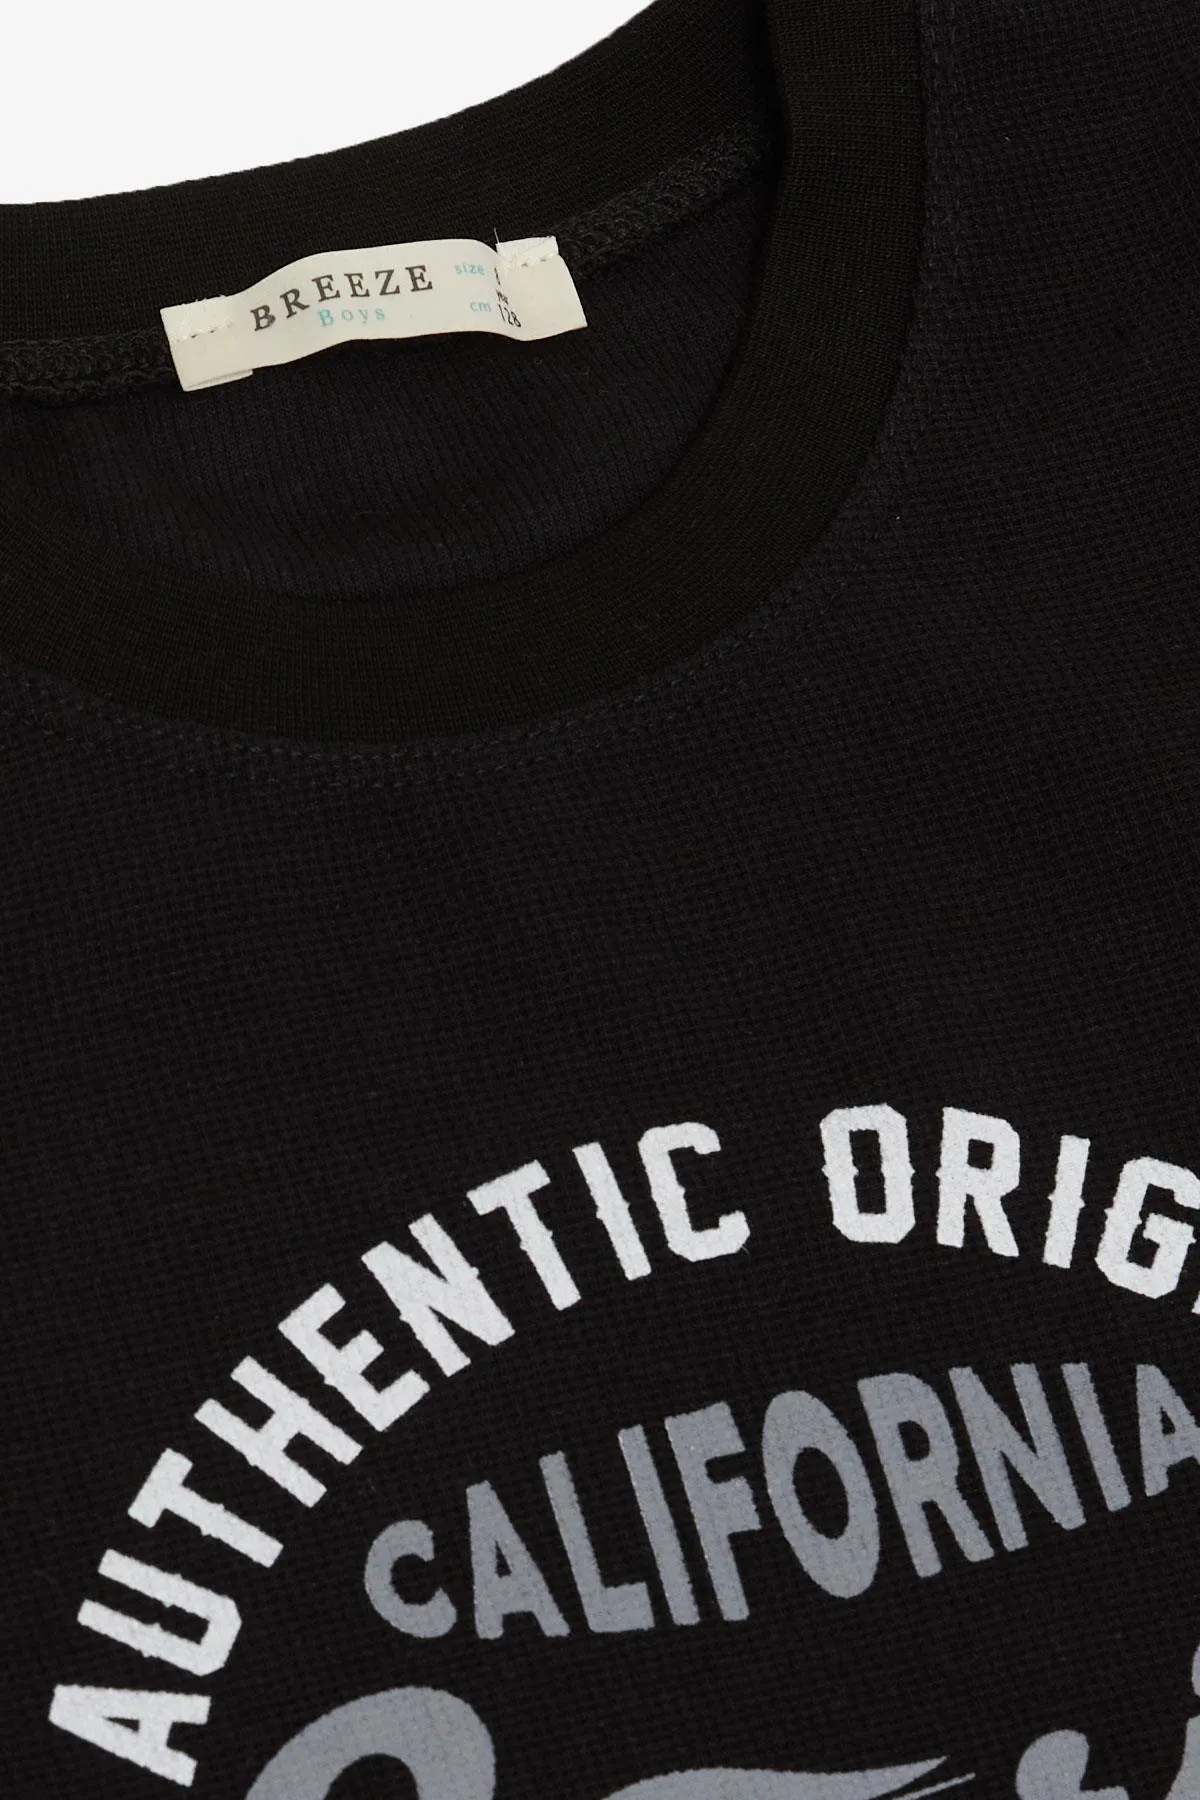 BREEZE
Boys
size
cm 128
AUTHENTIC ORIG
CALIFORNIA